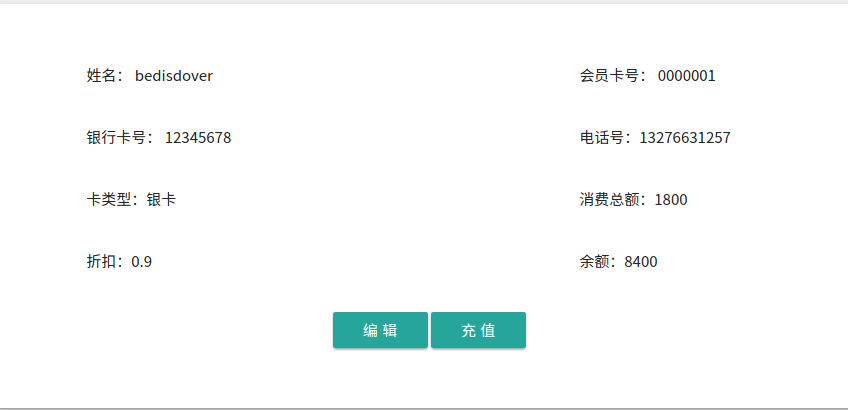 姓名： bedisdover
会员卡号： 0000001
银行卡号： 12345678
电话号：13276631257
卡类型：银卡
消费总额：1800
折扣：0.9
余额：8400
编辑
充值